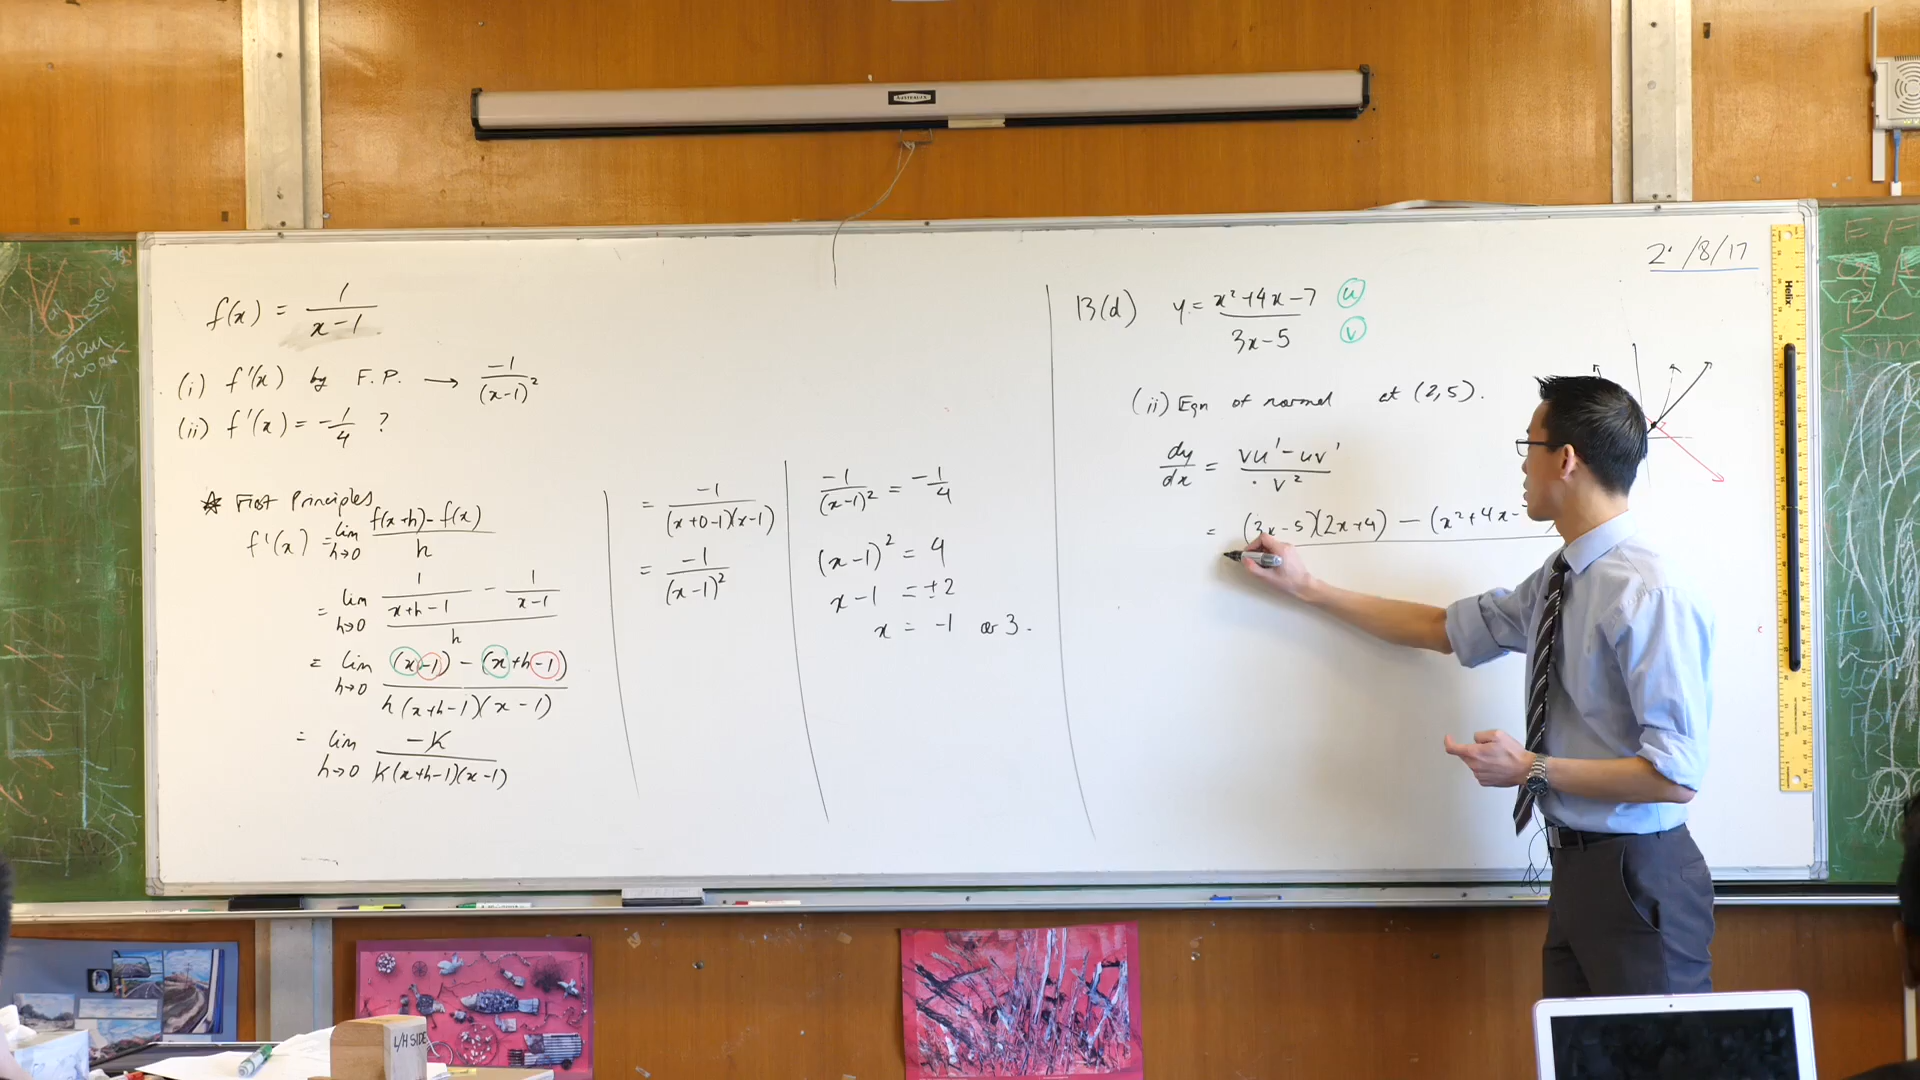 f(x) = 1/(x-1)
(i) f'(x) by F.P. → -1/(x-1)²
(ii) f'(x) = -1/4 ?
* First Principles
f'(x) = lim h→0 (f(x+h) - f(x))/h
= lim h→0 (1/(x+h-1) - 1/(x-1))/h
= lim h→0 ((x-1) - (x+h-1))/(h(x+h-1)(x-1))
= lim h→0 -h/(h(x+h-1)(x-1))
= -1/((x+0-1)(x-1))
= -1/(x-1)²
-1/(x-1)² = -1/4
(x-1)² = 4
x-1 = ±2
x = -1 or 3.
13(d) y = (x²+4x-7)/(3x-5) u v
(ii) Eqn of normal at (2,5).
dy/dx = (vu' - uv')/v²
= (3x-5)(2x+4) - (x²+4x-
/8/17
Helix
FORM
WORK
L/H SIDE